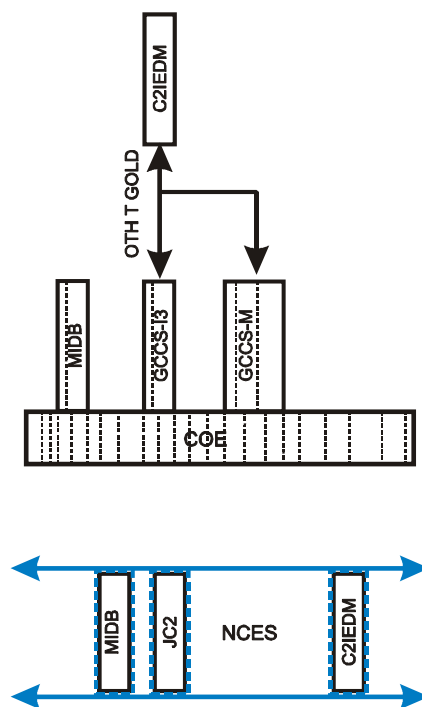 C2IEDM
OTH T GOLD
MIDB
GCCS-I3
GCCS-M
COE
MIDB
JC2
NCES
C2IEDM